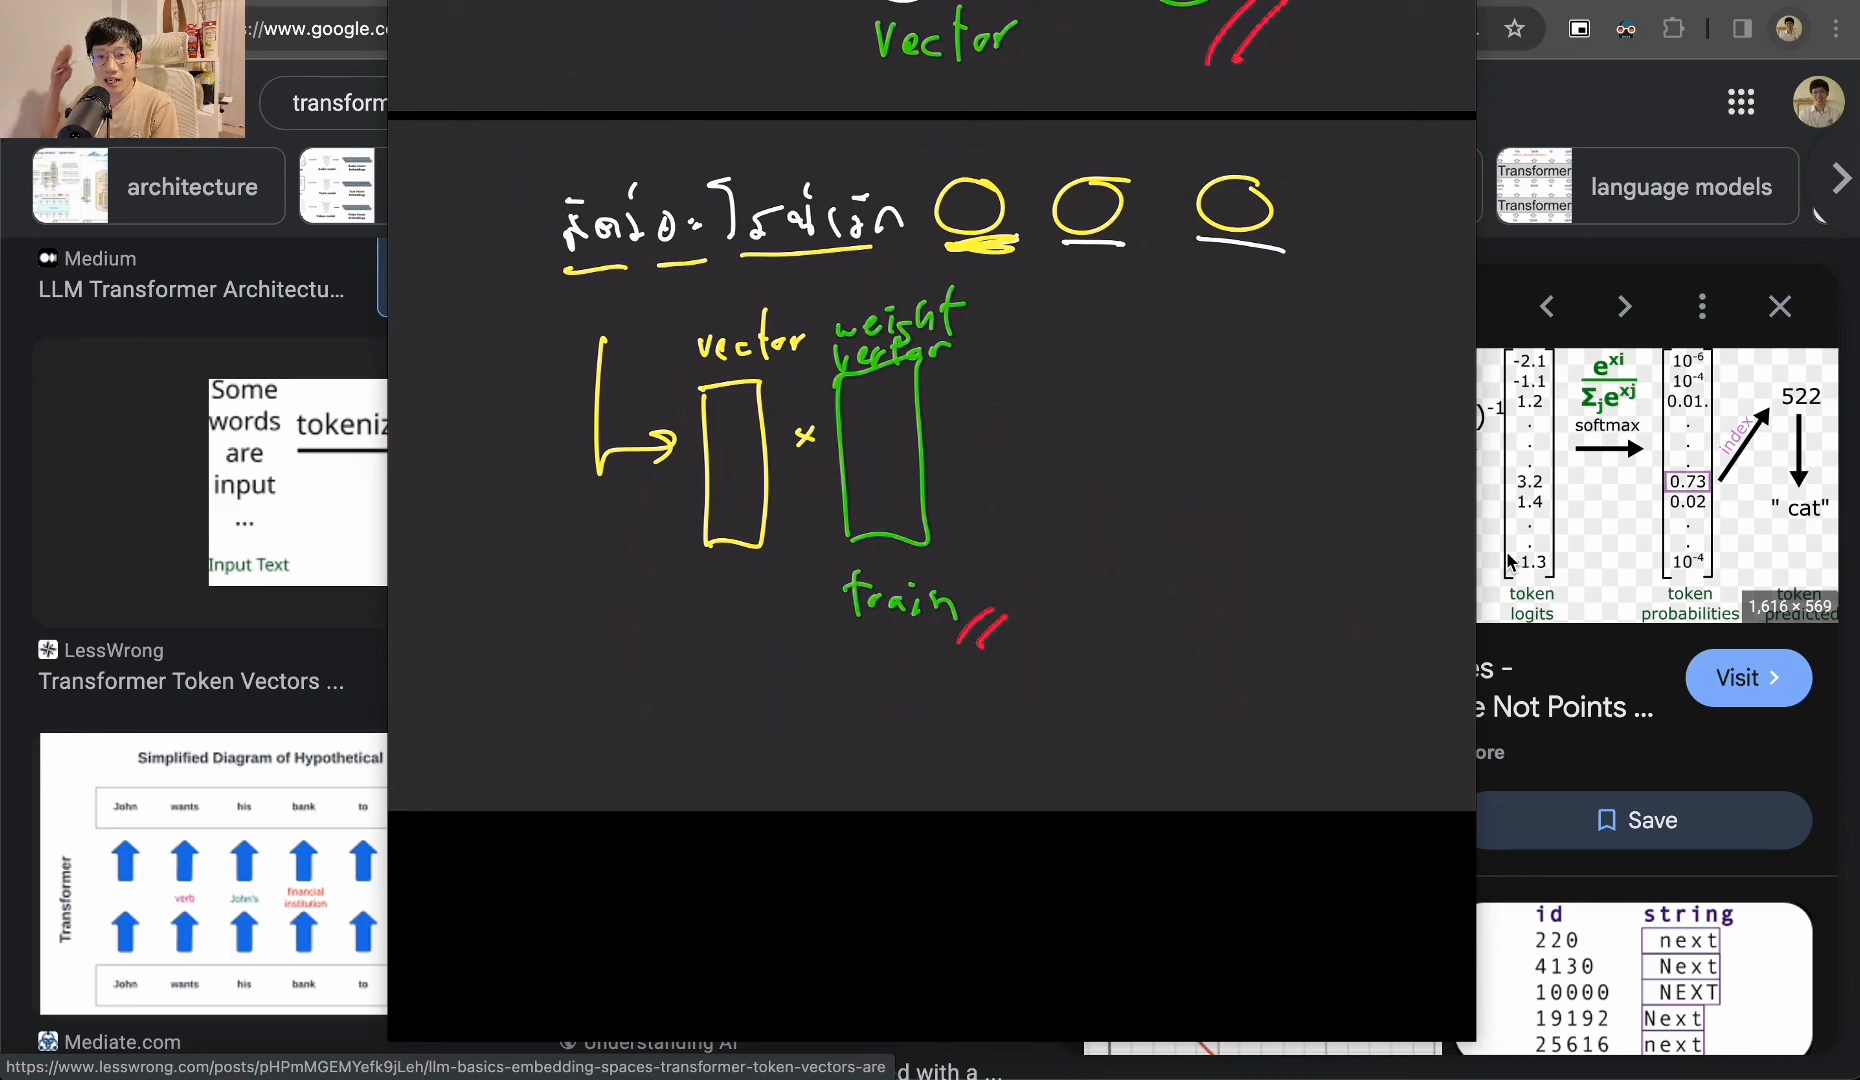 ://www.google.c
transform
architecture
language models
Transformer
Transformer
vector
Medium
LLM Transformer Architectu...
Some
words
are
input
...
tokeniz
Input Text
vector
weight
vector
×
train
-2.1
-1.1
1.2
.
.
.
3.2
1.4
.
.
-1.3
token
logits
)⁻¹
e^xi
Σⱼe^xj
softmax
10⁻⁶
10⁻⁴
0.01.
.
.
.
0.73
0.02
.
.
10⁻⁴
token
probabilities
index
522
" cat"
token
predicted
1,616 × 569
LessWrong
Transformer Token Vectors ...
es -
e Not Points ...
Visit
ore
Save
Simplified Diagram of Hypothetical
John wants his bank to
Transformer
verb John's financial
institution
John wants his bank to
Mediate.com
Understanding AI
d with a ...
id string
220 next
4130 Next
10000 NEXT
19192 Next
25616 next
https://www.lesswrong.com/posts/pHPmMGEMYefk9jLeh/llm-basics-embedding-spaces-transformer-token-vectors-are